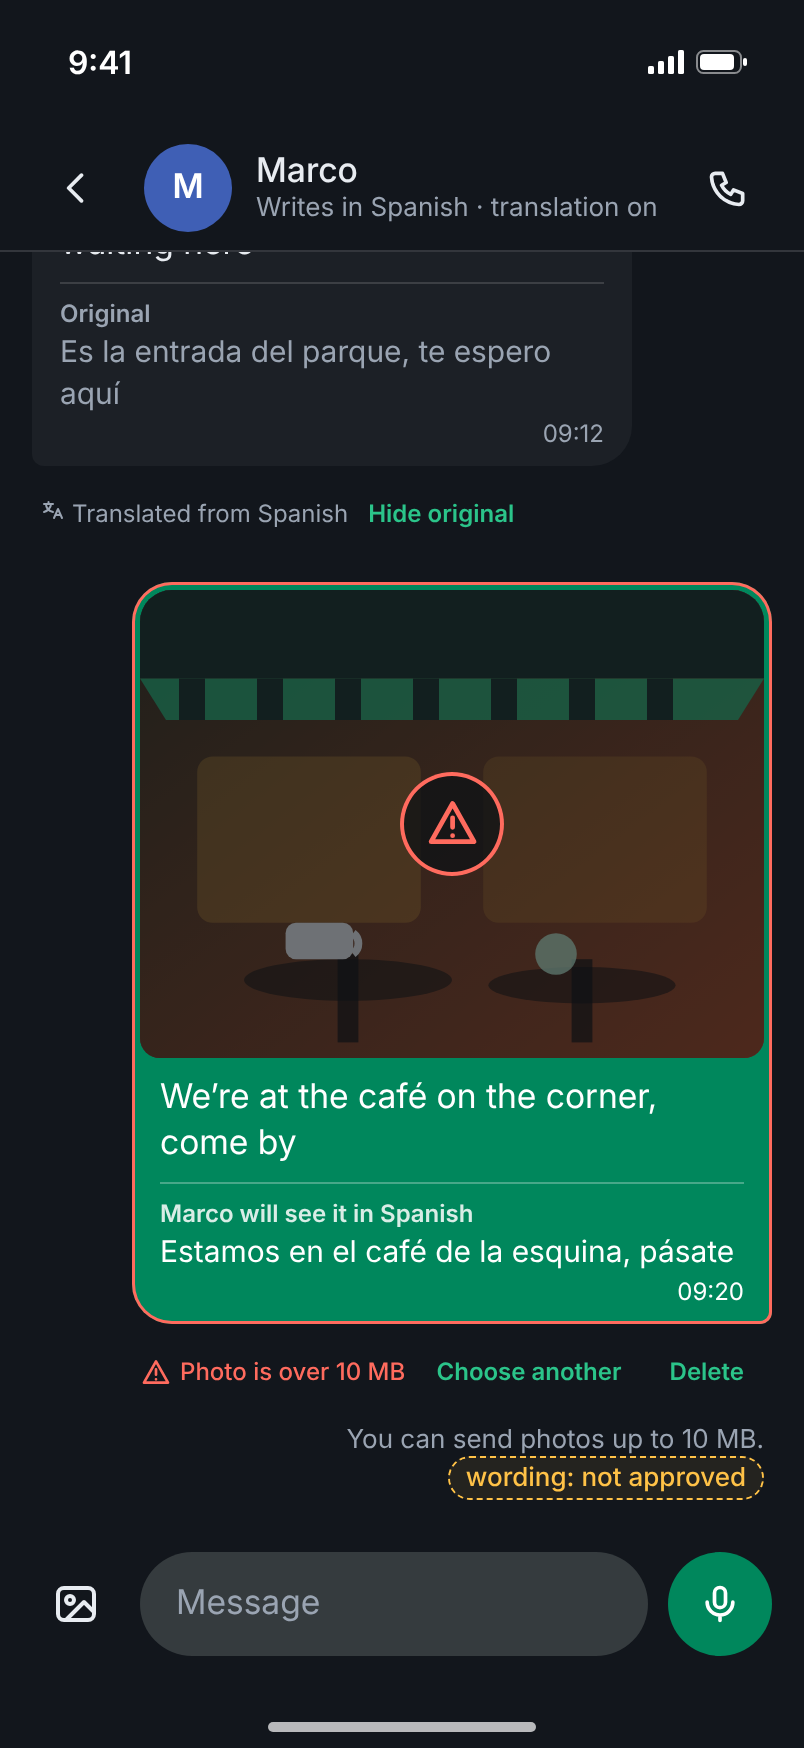 9:41
M
Marco
Writes in Spanish · translation on
Original
Es la entrada del parque, te espero
aquí
09:12
Translated from Spanish Hide original
We’re at the café on the corner,
come by
Marco will see it in Spanish
Estamos en el café de la esquina, pásate
09:20
Photo is over 10 MB Choose another Delete
You can send photos up to 10 MB.
wording: not approved
Message